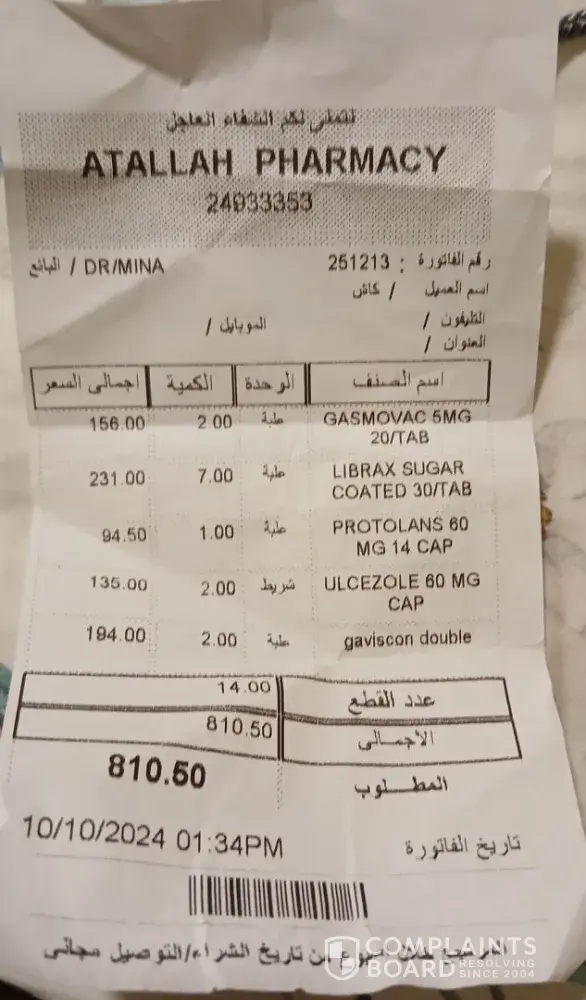 نتمنى لكم الشفاء العاجل
ATALLAH PHARMACY
24933353
رقم الفاتورة : 251213 البائع / DR/MINA
اسم العميل / كاش
التليفون / الموبايل /
العنوان /
اسم الصنف الوحدة الكمية اجمالى السعر
GASMOVAC 5MG 20/TAB علبة 2.00 156.00
LIBRAX SUGAR COATED 30/TAB علبة 7.00 231.00
PROTOLANS 60 MG 14 CAP علبة 1.00 94.50
ULCEZOLE 60 MG CAP شريط 2.00 135.00
gaviscon double علبة 2.00 194.00
عدد القطع 14.00
الاجمالى 810.50
المطلوب 810.50
تاريخ الفاتورة 10/10/2024 01:34PM
من تاريخ الشراء/التوصيل مجانى
COMPLAINTS BOARD
RESOLVING SINCE 2004